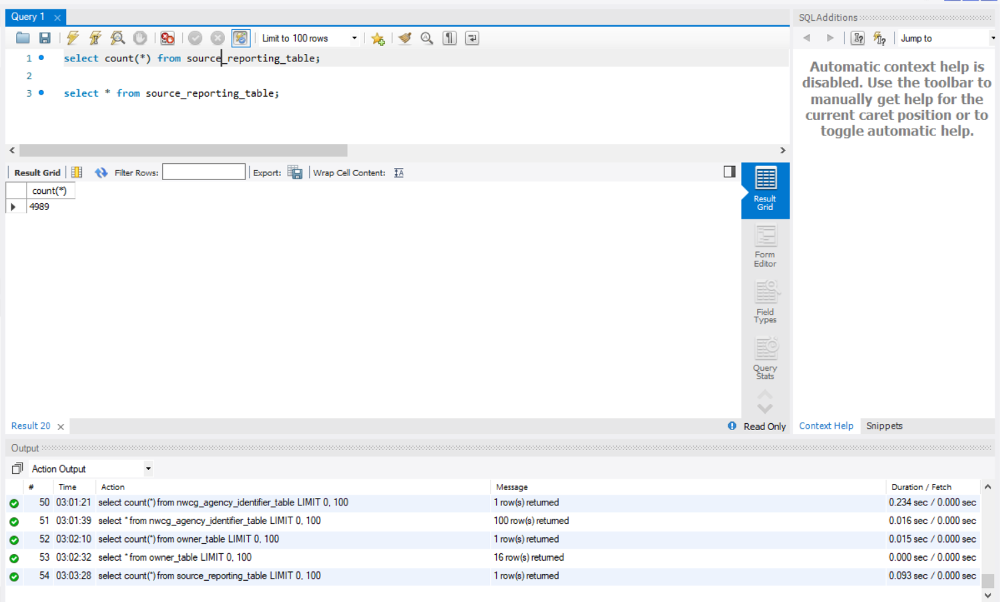 Query 1
SQLAdditions
Limit to 100 rows
Jump to
1 select count(*) from source_reporting_table;
2
3 select * from source_reporting_table;
Automatic context help is
disabled. Use the toolbar to
manually get help for the
current caret position or to
toggle automatic help.
Result Grid Filter Rows: Export: Wrap Cell Content:
count(*)
4989
Result
Grid
Form
Editor
Field
Types
Query
Stats
Result 20
Read Only
Context Help Snippets
Output
Action Output
# Time Action Message Duration / Fetch
50 03:01:21 select count(*) from nwcg_agency_identifier_table LIMIT 0, 100 1 row(s) returned 0.234 sec / 0.000 sec
51 03:01:39 select * from nwcg_agency_identifier_table LIMIT 0, 100 100 row(s) returned 0.016 sec / 0.000 sec
52 03:02:10 select count(*) from owner_table LIMIT 0, 100 1 row(s) returned 0.015 sec / 0.000 sec
53 03:02:32 select * from owner_table LIMIT 0, 100 16 row(s) returned 0.000 sec / 0.000 sec
54 03:03:28 select count(*) from source_reporting_table LIMIT 0, 100 1 row(s) returned 0.093 sec / 0.000 sec